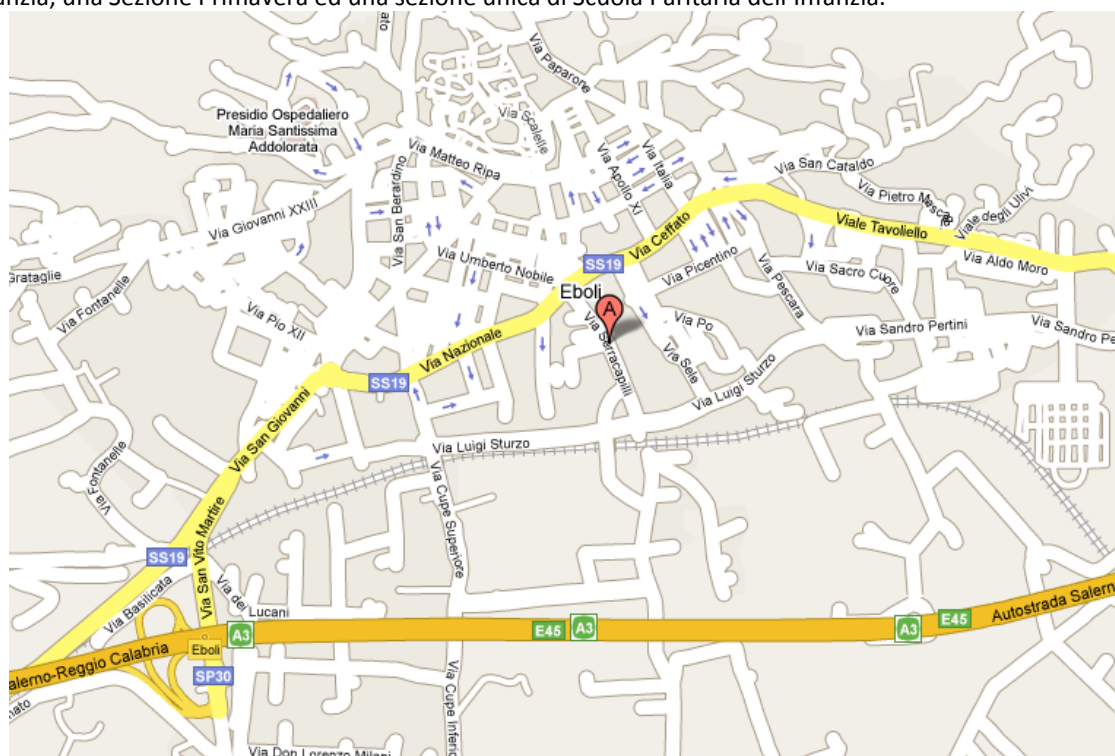 una Sezione Primavera ed una sezione unica di Scuola Paritaria dell'Infanzia.
Via Paparone
Presidio Ospedaliero
Maria Santissima
Addolorata
Via Scalelle
Via Matteo Ripa
Via Apollo XI
Via Italia
Via San Cataldo
Via Pietro
Viale degli Ulivi
Via San Berardino
Via Giovanni XXIII
Viale Tavoliello
Via Ceffato
Via Umberto Nobile
SS19
Via Picentino
Via Sacro Cuore
Via Aldo Moro
Grataglie
Via Fontanelle
Eboli
A
Via Pescara
Via Pio XII
Via Po
Via Sandro Pertini
Via Sandro Pe
Via Nazionale
Via Serracapilli
Via Sele
SS19
Via Luigi Sturzo
Via San Giovanni
Via Luigi Sturzo
Via Fontanelle
Via Cupe Superiore
SS19
Via San Vito Martire
Via Basilicata
Via dei Lucani
A3
E45
A3
A3
E45
Autostrada Salern
alerno-Reggio Calabria
Eboli
SP30
Via Cupe Inferio
Via Don Lorenzo Milani